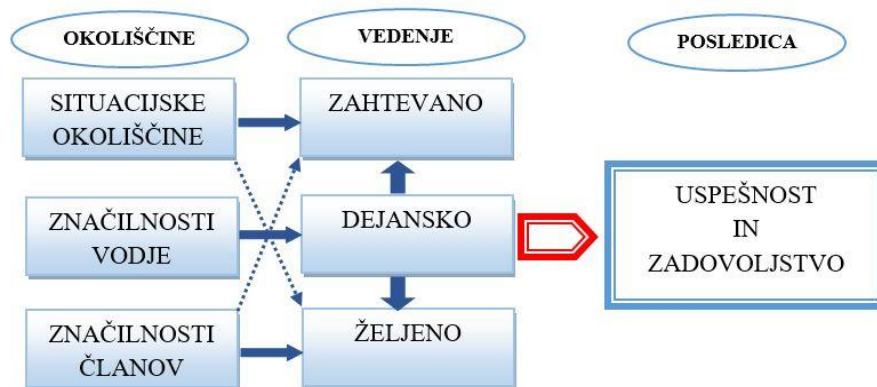 OKOLIŠČINE
VEDENJE
POSLEDICA
SITUACIJSKE
OKOLIŠČINE
ZAHTEVANO
ZNAČILNOSTI
VODJE
DEJANSKO
USPEŠNOST
IN
ZADOVOLJSTVO
ZNAČILNOSTI
ČLANOV
ŽELJENO